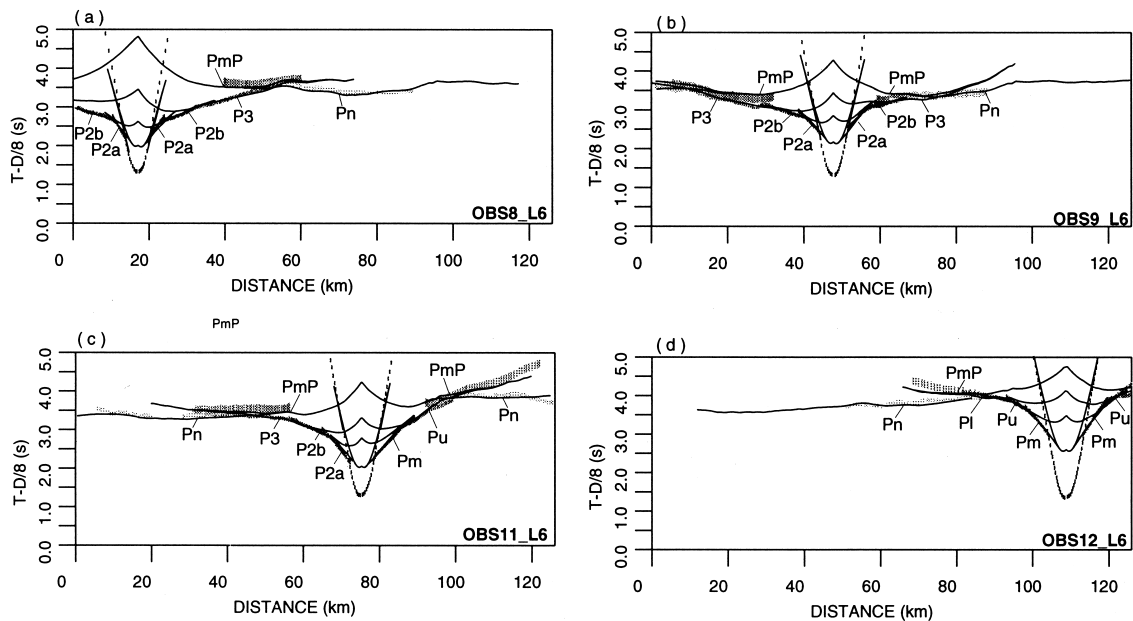 ( a )
5.0
4.0
3.0
2.0
1.0
0.0
T-D/8 (s)
PmP
P2b
P2a
P2a
P2b
P3
Pn
OBS8_L6
0 20 40 60 80 100 120
DISTANCE (km)
( b )
5.0
4.0
3.0
2.0
1.0
0.0
T-D/8 (s)
PmP
PmP
P3
P2b
P2a
P2a
P2b
P3
Pn
OBS9_L6
0 20 40 60 80 100 120
DISTANCE (km)
PmP
( c )
5.0
4.0
3.0
2.0
1.0
0.0
T-D/8 (s)
PmP
PmP
Pn
P3
P2b
P2a
Pm
Pu
Pn
OBS11_L6
0 20 40 60 80 100 120
DISTANCE (km)
( d )
5.0
4.0
3.0
2.0
1.0
0.0
T-D/8 (s)
PmP
Pn
Pl
Pu
Pm
Pm
Pu
OBS12_L6
0 20 40 60 80 100 120
DISTANCE (km)